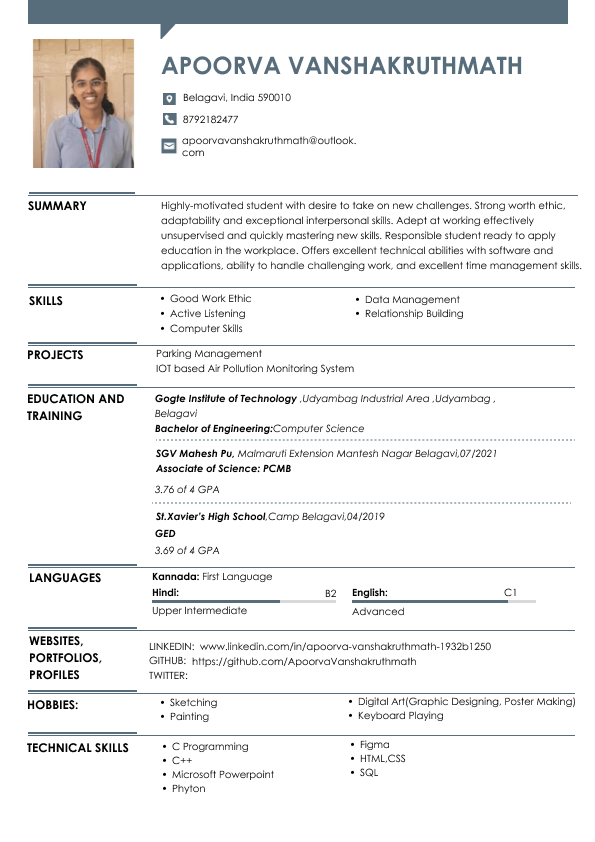 APOORVA VANSHAKRUTHMATH
Belagavi, India 590010
8792182477
apoorvavanshakruthmath@outlook.
com
SUMMARY
Highly-motivated student with desire to take on new challenges. Strong worth ethic,
adaptability and exceptional interpersonal skills. Adept at working effectively
unsupervised and quickly mastering new skills. Responsible student ready to apply
education in the workplace. Offers excellent technical abilities with software and
applications, ability to handle challenging work, and excellent time management skills.
SKILLS
• Good Work Ethic
• Active Listening
• Computer Skills
• Data Management
• Relationship Building
PROJECTS
Parking Management
IOT based Air Pollution Monitoring System
EDUCATION AND
TRAINING
Gogte Institute of Technology ,Udyambag Industrial Area ,Udyambag ,
Belagavi
Bachelor of Engineering:Computer Science
SGV Mahesh Pu, Malmaruti Extension Mantesh Nagar Belagavi,07/2021
Associate of Science: PCMB
3.76 of 4 GPA
St.Xavier's High School,Camp Belagavi,04/2019
GED
3.69 of 4 GPA
LANGUAGES
Kannada: First Language
Hindi: B2
Upper Intermediate
English: C1
Advanced
WEBSITES,
PORTFOLIOS,
PROFILES
LINKEDIN: www.linkedin.com/in/apoorva-vanshakruthmath-1932b1250
GITHUB: https://github.com/ApoorvaVanshakruthmath
TWITTER:
HOBBIES:
• Sketching
• Painting
• Digital Art(Graphic Designing, Poster Making)
• Keyboard Playing
TECHNICAL SKILLS
• C Programming
• C++
• Microsoft Powerpoint
• Phyton
• Figma
• HTML,CSS
• SQL